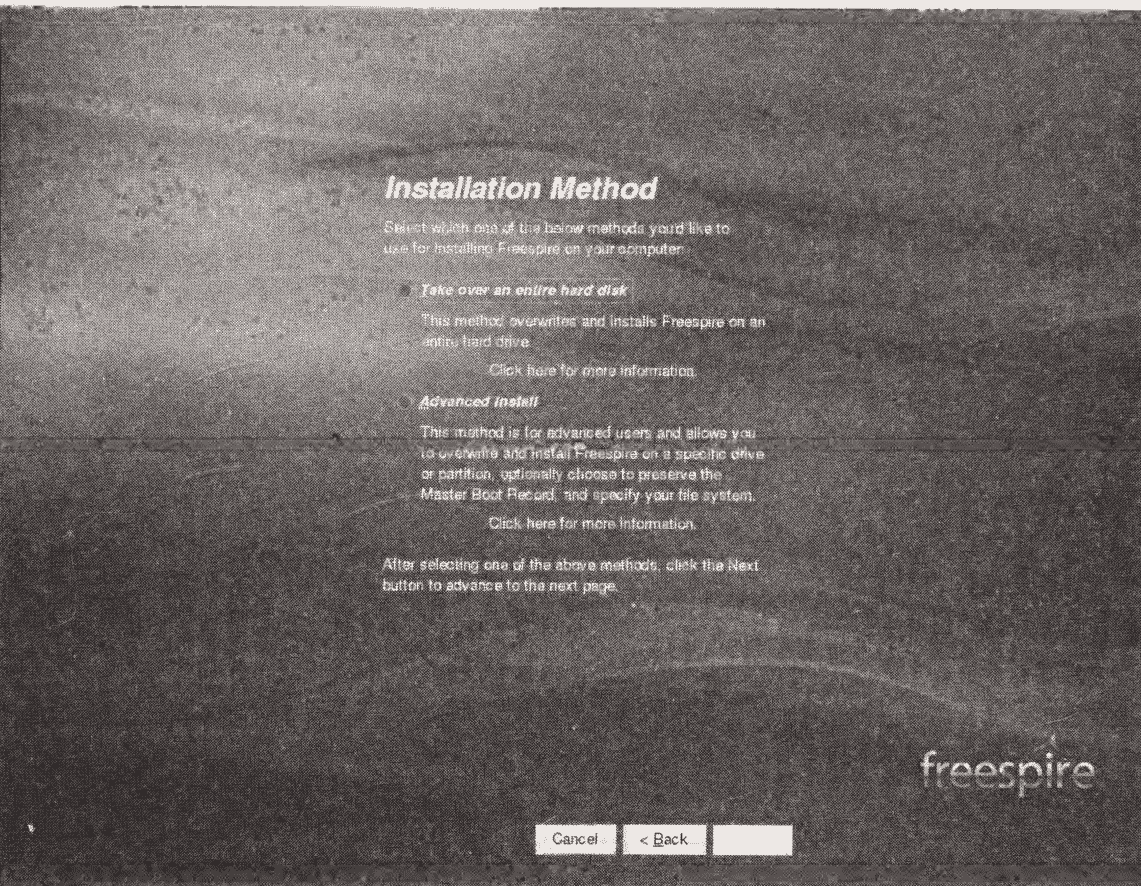 Installation Method
Select which one of the below methods you'd like to
use for installing Freespire on your computer:
Take over an entire hard disk
This method overwrites and installs Freespire on an
entire hard drive.
Click here for more information.
Advanced Install
This method is for advanced users and allows you
to overwrite and install Freespire on a specific drive
or partition, optionally choose to preserve the
Master Boot Record, and specify your file system.
Click here for more information.
After selecting one of the above methods, click the Next
button to advance to the next page.
freespire
Cancel
< Back